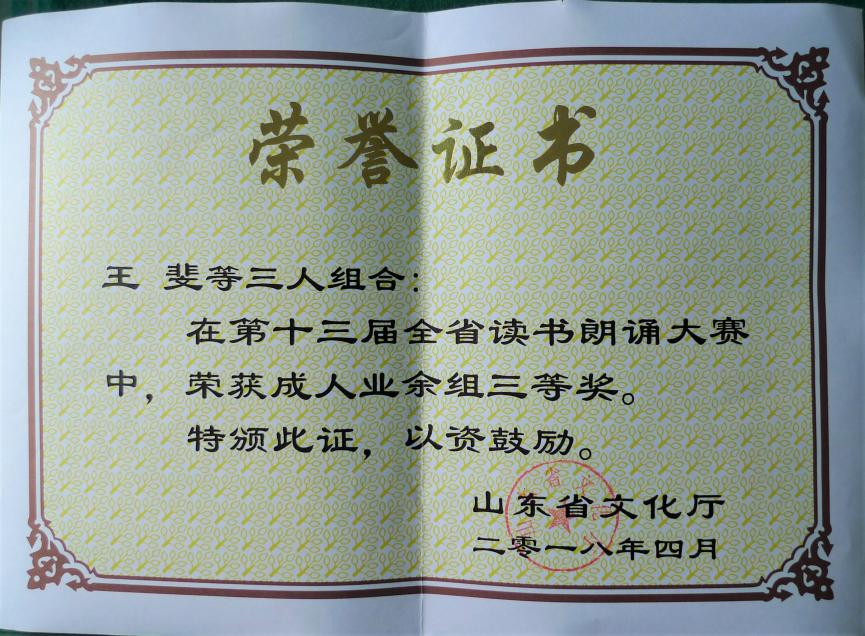 荣誉证书
王 斐等三人组合：
在第十三届全省读书朗诵大赛
中，荣获成人业余组三等奖。
特颁此证，以资鼓励。
山东省文化厅
二零一八年四月